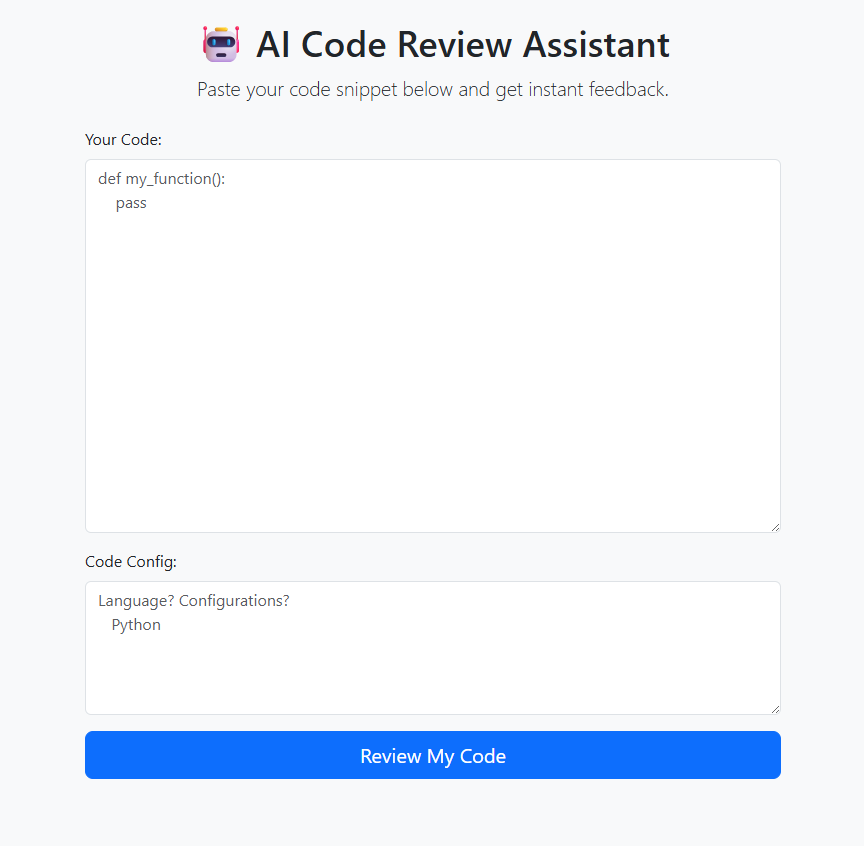 AI Code Review Assistant
Paste your code snippet below and get instant feedback.
Your Code:
def my_function():
    pass
Code Config:
Language? Configurations?
   Python
Review My Code